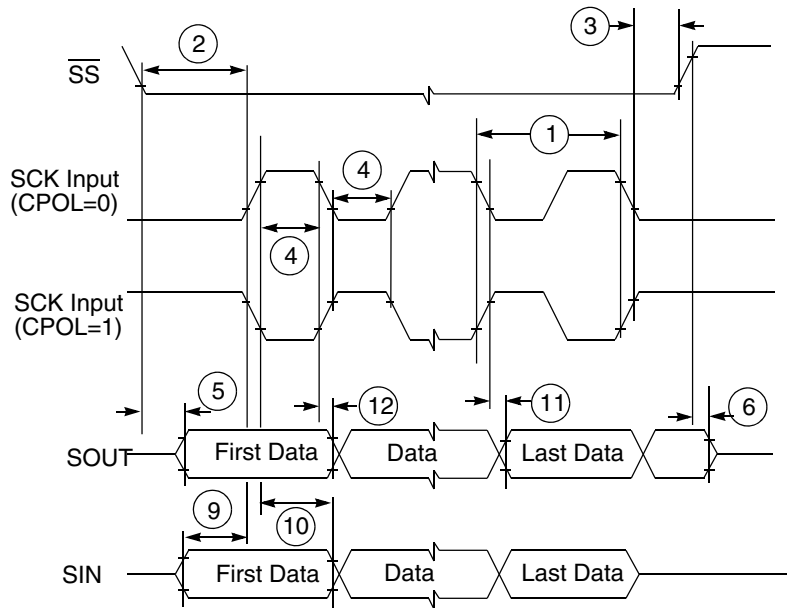 3
2
SS
1
SCK Input
(CPOL=0)
4
4
SCK Input
(CPOL=1)
5
12
11
6
SOUT
First Data
Data
Last Data
9
10
SIN
First Data
Data
Last Data